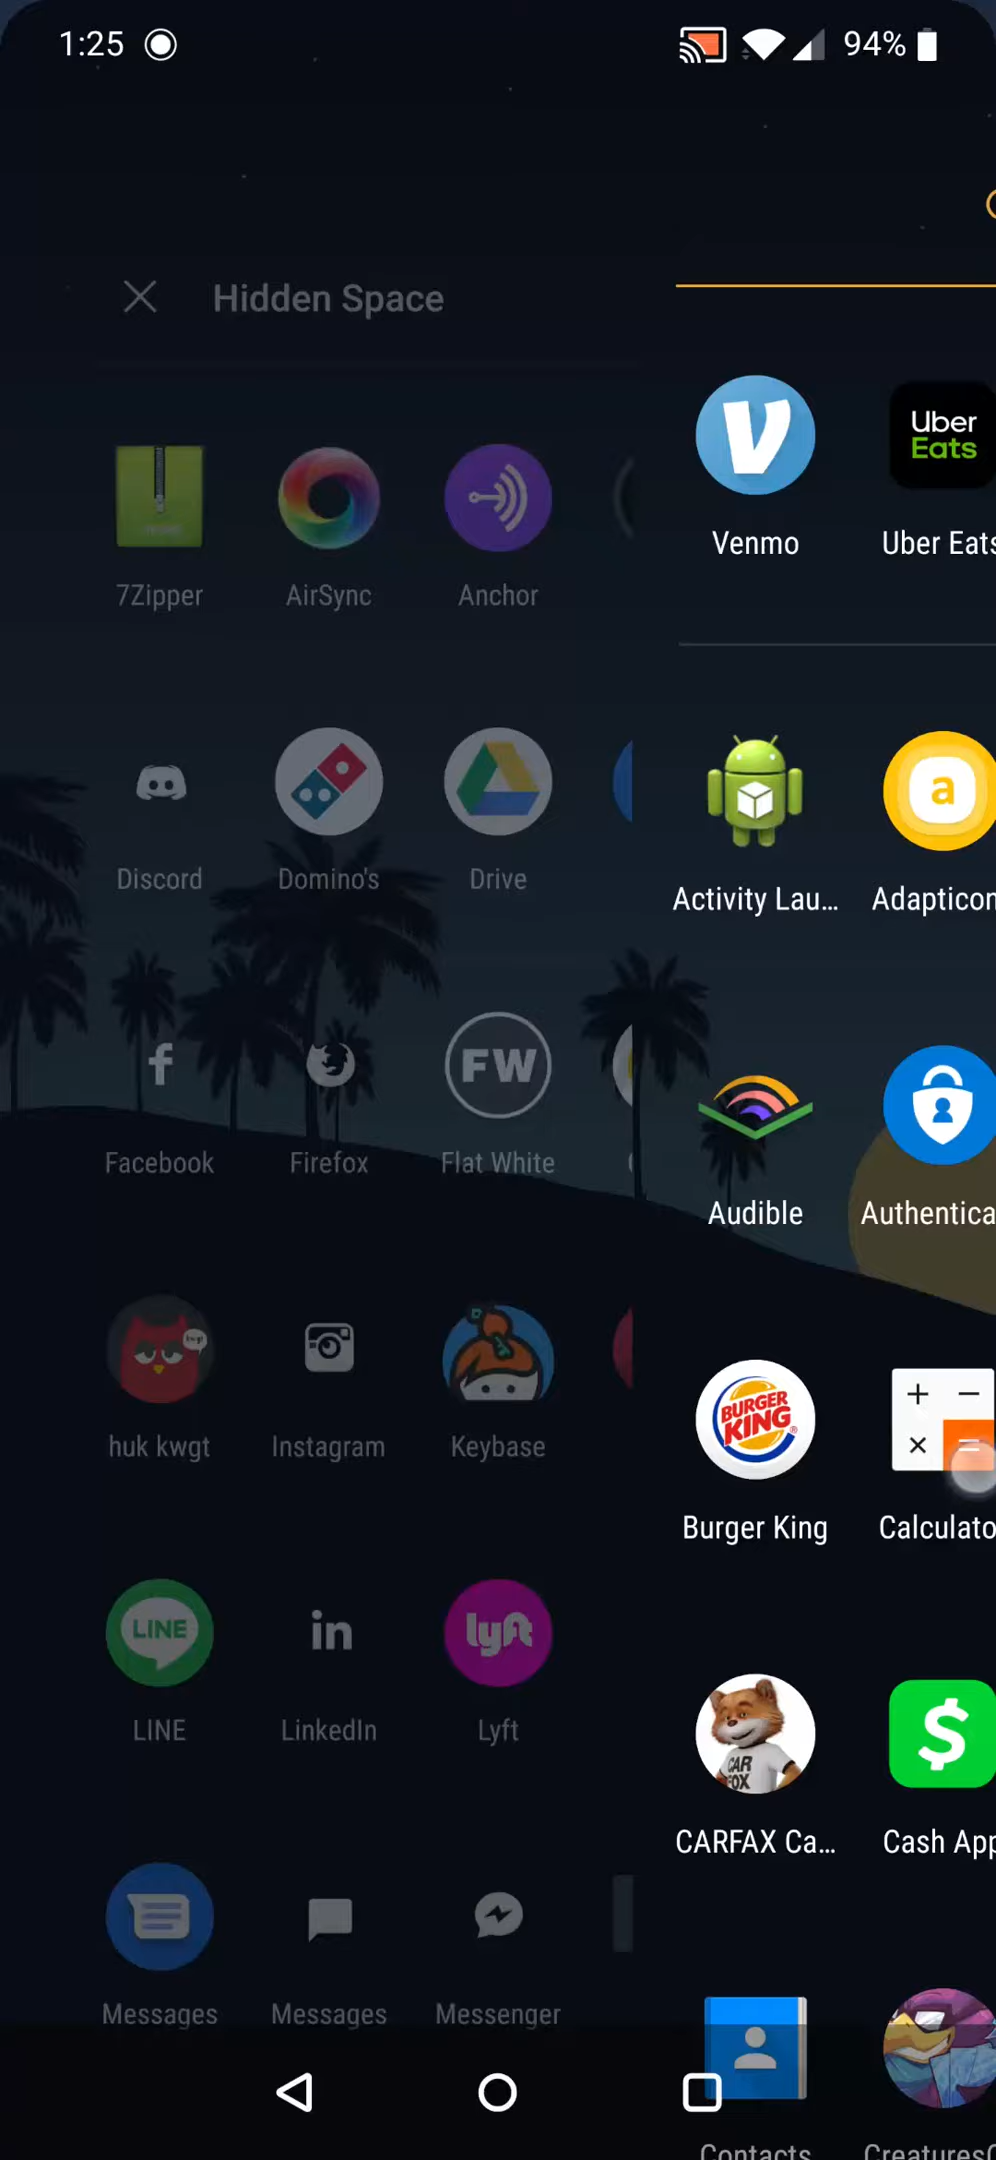 1:25 94%
Hidden Space
Venmo Uber Eats
7Zipper AirSync Anchor
Discord Domino's Drive
Activity Lau... Adapticon
Facebook Firefox FW Flat White
Audible Authentica
huk kwgt Instagram Keybase
BURGER KING
Burger King Calculato
LINE
LINE in LinkedIn lyft Lyft
CAR FOX
CARFAX Ca... Cash App
Messages Messages Messenger
Contacts CreaturesC